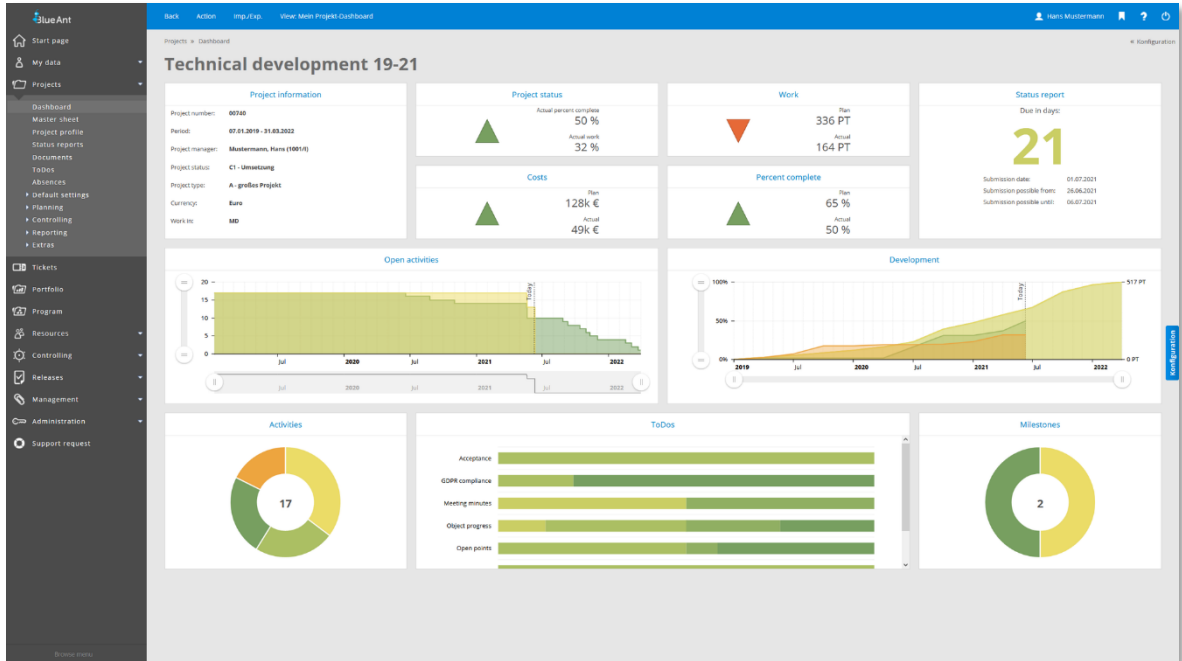 BlueAnt
Back Action Imp./Exp. View: Mein Projekt-Dashboard
Hans Mustermann ?
Start page
My data
Projects
Dashboard
Master sheet
Project profile
Status reports
Documents
ToDos
Absences
Default settings
Planning
Controlling
Reporting
Extras
Tickets
Portfolio
Program
Resources
Controlling
Releases
Management
Administration
Support request
Browse menu
Projects » Dashboard
Konfiguration
Technical development 19-21
Project information
Project number: 00740
Period: 07.01.2019 - 31.03.2022
Project manager: Mustermann, Hans (1001/I)
Project status: C1 - Umsetzung
Project type: A - großes Projekt
Currency: Euro
Work in: MD
Project status
Actual percent complete
50 %
Actual work
32 %
Work
Plan
336 PT
Actual
164 PT
Costs
Plan
128k €
Actual
49k €
Percent complete
Plan
65 %
Actual
50 %
Status report
Due in days:
21
Submission date: 01.07.2021
Submission possible from: 26.06.2021
Submission possible until: 06.07.2021
Open activities
20
15
10
5
0
Today
Jul 2020 Jul 2021 Jul 2022
Jul 2020 Jul 2021 Jul 2022
Development
100%
50%
0%
Today
517 PT
0 PT
2019 Jul 2020 Jul 2021 Jul 2022
Konfiguration
Activities
17
ToDos
Acceptance
GDPR compliance
Meeting minutes
Object progress
Open points
Milestones
2